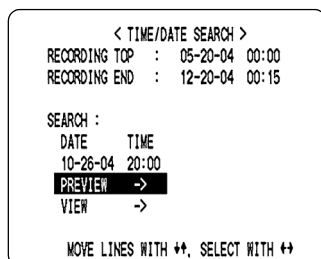 < TIME/DATE SEARCH >
RECORDING TOP : 05-20-04 00:00
RECORDING END : 12-20-04 00:15
SEARCH :
DATE TIME
10-26-04 20:00
PREVIEW ->
VIEW ->
MOVE LINES WITH ↓↑, SELECT WITH ←→